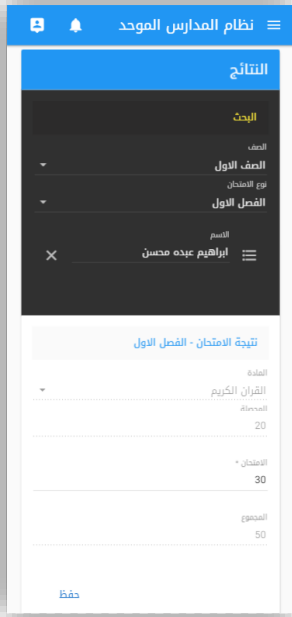 نظام المدارس الموحد
النتائج
البحث
الصف
الصف الاول
نوع الامتحان
الفصل الاول
الاسم
ابراهيم عبده محسن
نتيجة الامتحان - الفصل الاول
المادة
القران الكريم
المحصلة
20
الامتحان *
30
المجموع
50
حفظ